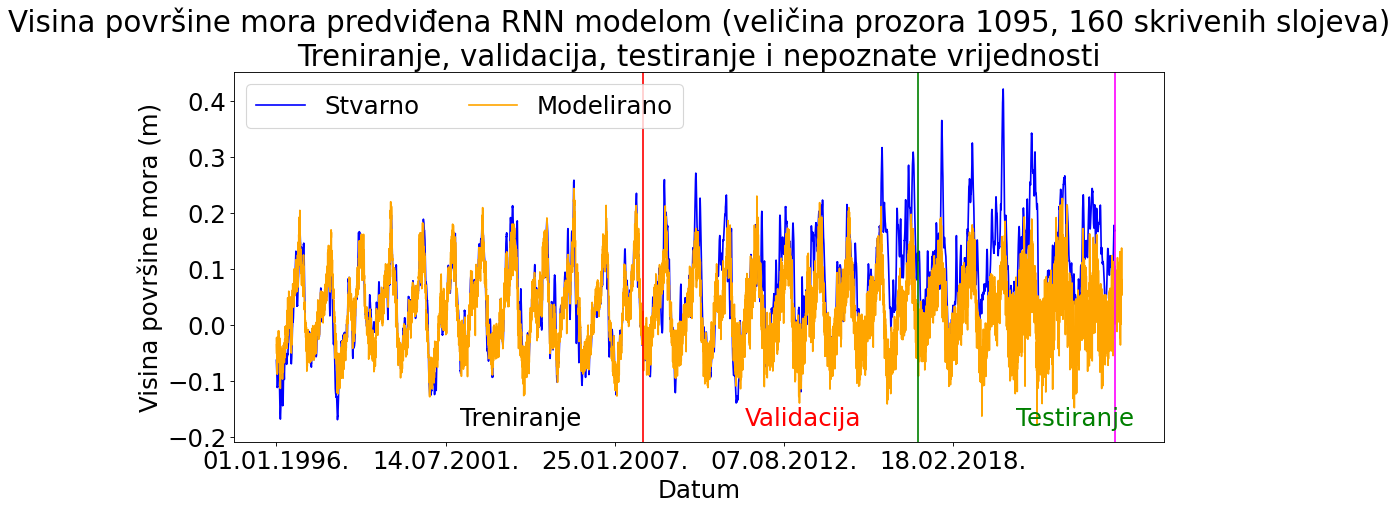 Visina površine mora predviđena RNN modelom (veličina prozora 1095, 160 skrivenih slojeva)
Treniranje, validacija, testiranje i nepoznate vrijednosti
Stvarno Modelirano
Visina površine mora (m)
0.4
0.3
0.2
0.1
0.0
−0.1
−0.2
Treniranje Validacija Testiranje
01.01.1996. 14.07.2001. 25.01.2007. 07.08.2012. 18.02.2018.
Datum